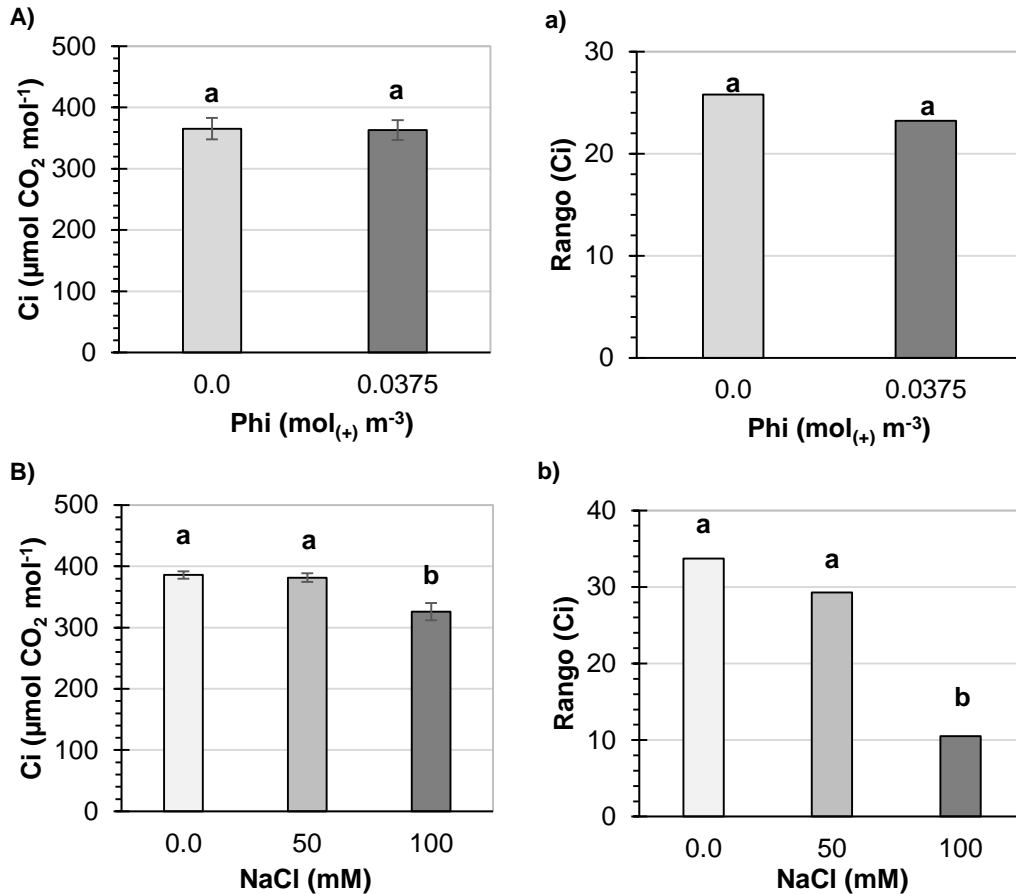 A)
Ci (µmol CO₂ mol⁻¹)
500
400
300
200
100
0
a
a
0.0
0.0375
Phi (mol₍₊₎ m⁻³)
a)
Rango (Ci)
30
20
10
0
a
a
0.0
0.0375
Phi (mol₍₊₎ m⁻³)
B)
Ci (µmol CO₂ mol⁻¹)
500
400
300
200
100
0
a
a
b
0.0
50
100
NaCl (mM)
b)
Rango (Ci)
40
30
20
10
0
a
a
b
0.0
50
100
NaCl (mM)